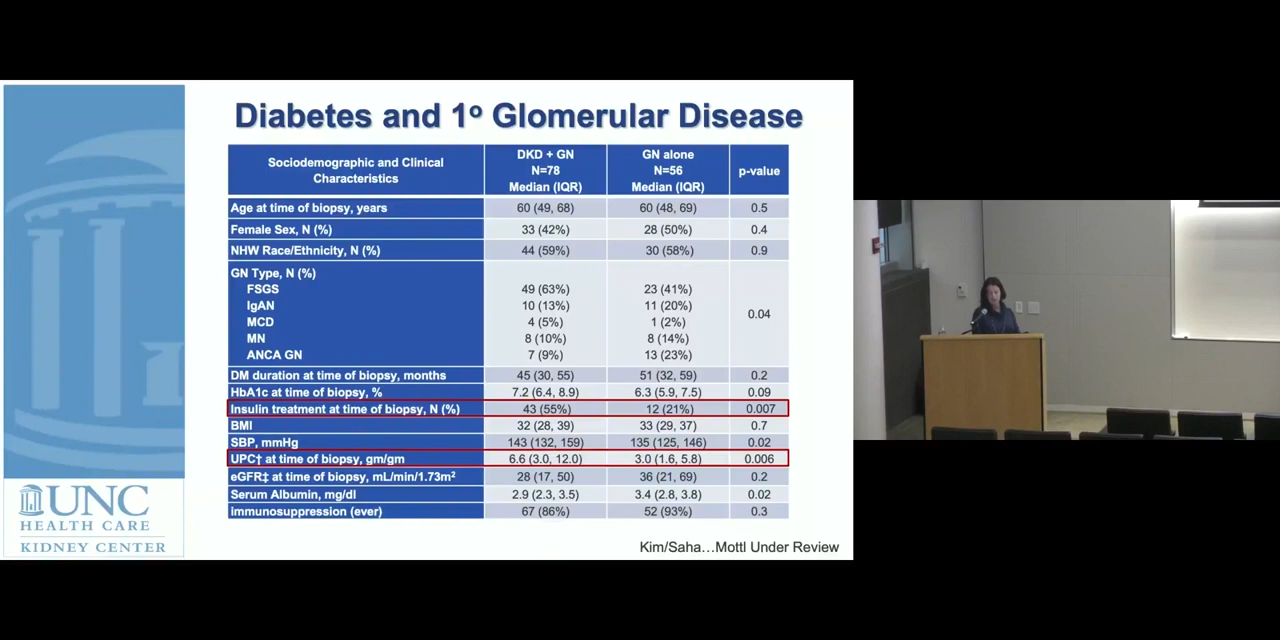 Diabetes and 1º Glomerular Disease
Sociodemographic and Clinical Characteristics
DKD + GN N=78 Median (IQR)
GN alone N=56 Median (IQR)
p-value
Age at time of biopsy, years 60 (49, 68) 60 (48, 69) 0.5
Female Sex, N (%) 33 (42%) 28 (50%) 0.4
NHW Race/Ethnicity, N (%) 44 (59%) 30 (58%) 0.9
GN Type, N (%)
FSGS 49 (63%) 23 (41%)
IgAN 10 (13%) 11 (20%)
0.04
MCD 4 (5%) 1 (2%)
MN 8 (10%) 8 (14%)
ANCA GN 7 (9%) 13 (23%)
DM duration at time of biopsy, months 45 (30, 55) 51 (32, 59) 0.2
HbA1c at time of biopsy, % 7.2 (6.4, 8.9) 6.3 (5.9, 7.5) 0.09
Insulin treatment at time of biopsy, N (%) 43 (55%) 12 (21%) 0.007
BMI 32 (28, 39) 33 (29, 37) 0.7
SBP, mmHg 143 (132, 159) 135 (125, 146) 0.02
UPC† at time of biopsy, gm/gm 6.6 (3.0, 12.0) 3.0 (1.6, 5.8) 0.006
eGFR‡ at time of biopsy, mL/min/1.73m² 28 (17, 50) 36 (21, 69) 0.2
Serum Albumin, mg/dl 2.9 (2.3, 3.5) 3.4 (2.8, 3.8) 0.02
immunosuppression (ever) 67 (86%) 52 (93%) 0.3
UNC
HEALTH CARE
KIDNEY CENTER
Kim/Saha…Mottl Under Review